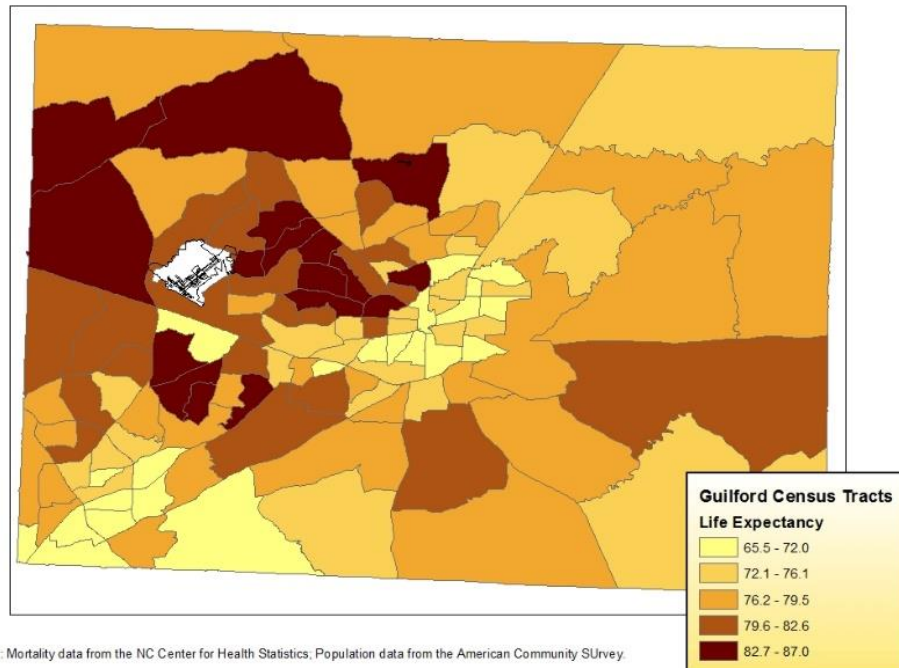 Guilford Census Tracts
Life Expectancy
65.5 - 72.0
72.1 - 76.1
76.2 - 79.5
79.6 - 82.6
82.7 - 87.0
: Mortality data from the NC Center for Health Statistics; Population data from the American Community SUrvey.